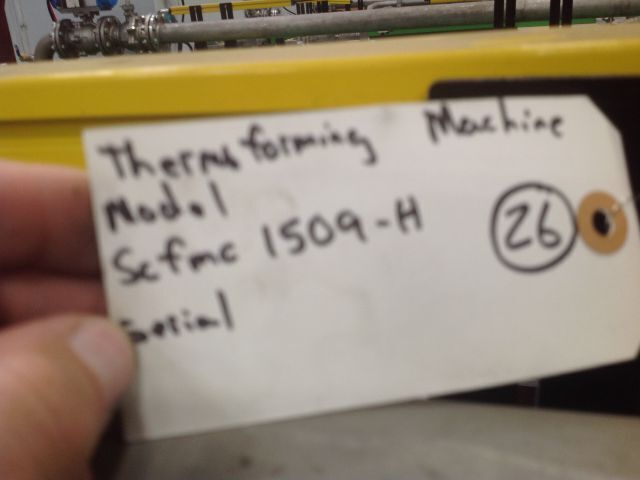 Thermoforming Machine
Model
Scfmc 1509-H
26
Serial